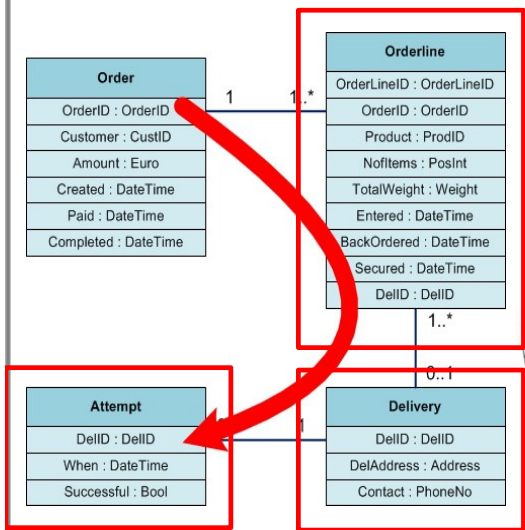 Order
OrderID : OrderID
Customer : CustID
Amount : Euro
Created : DateTime
Paid : DateTime
Completed : DateTime
1
1..*
Orderline
OrderLineID : OrderLineID
OrderID : OrderID
Product : ProdID
NofItems : PosInt
TotalWeight : Weight
Entered : DateTime
BackOrdered : DateTime
Secured : DateTime
DelID : DelID
1..*
0..1
Attempt
DelID : DelID
When : DateTime
Successful : Bool
1
Delivery
DelID : DelID
DelAddress : Address
Contact : PhoneNo